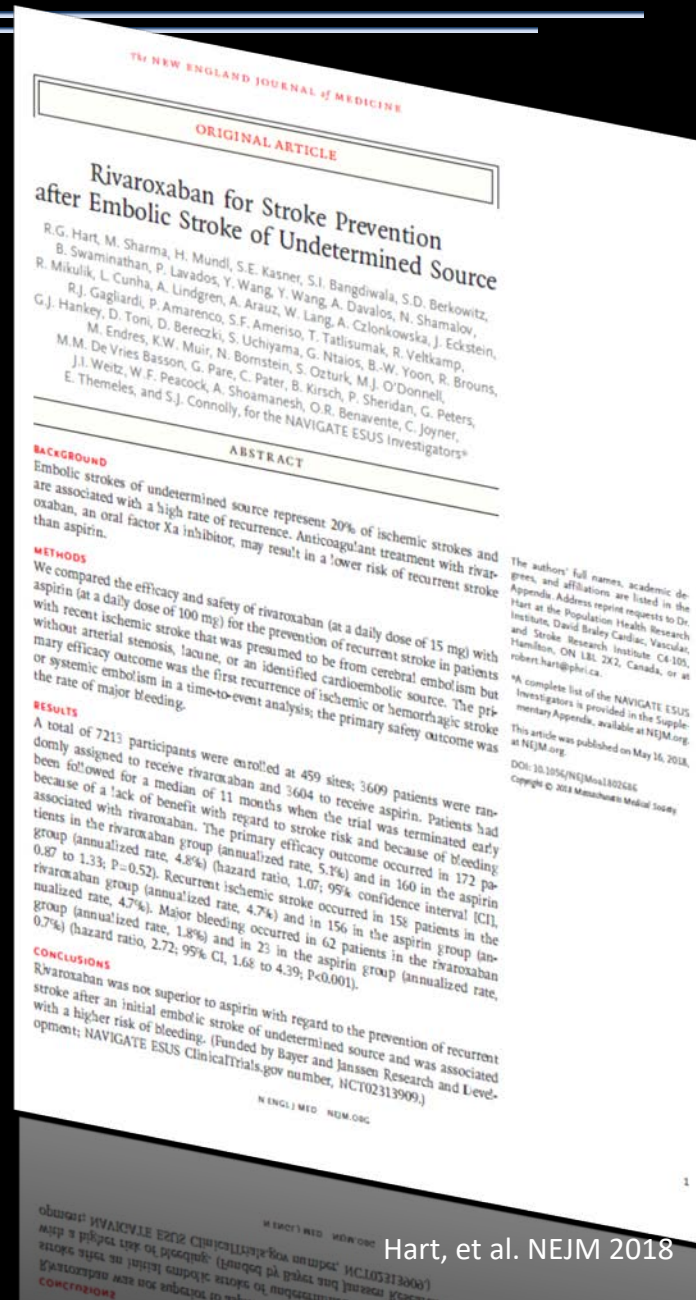 The NEW ENGLAND JOURNAL of MEDICINE
ORIGINAL ARTICLE
Rivaroxaban for Stroke Prevention
after Embolic Stroke of Undetermined Source
R.G. Hart, M. Sharma, H. Mundl, S.E. Kasner, S.I. Bangdiwala, S.D. Berkowitz,
B. Swaminathan, P. Lavados, Y. Wang, Y. Wang, A. Davalos, N. Shamalov,
R. Mikulik, L. Cunha, A. Lindgren, A. Arauz, W. Lang, A. Czlonkowska, J. Eckstein,
R.J. Gagliardi, P. Amarenco, S.F. Ameriso, T. Tatlisumak, R. Veltkamp,
G.J. Hankey, D. Toni, D. Bereczki, S. Uchiyama, G. Ntaios, B.-W. Yoon, R. Brouns,
M. Endres, K.W. Muir, N. Bornstein, S. Ozturk, M.J. O'Donnell,
M.M. De Vries Basson, G. Pare, C. Pater, B. Kirsch, P. Sheridan, G. Peters,
J.I. Weitz, W.F. Peacock, A. Shoamanesh, O.R. Benavente, C. Joyner,
E. Themeles, and S.J. Connolly, for the NAVIGATE ESUS Investigators*
ABSTRACT
BACKGROUND
Embolic strokes of undetermined source represent 20% of ischemic strokes and
are associated with a high rate of recurrence. Anticoagulant treatment with rivar-
oxaban, an oral factor Xa inhibitor, may result in a lower risk of recurrent stroke
than aspirin.
METHODS
We compared the efficacy and safety of rivaroxaban (at a daily dose of 15 mg) with
aspirin (at a daily dose of 100 mg) for the prevention of recurrent stroke in patients
with recent ischemic stroke that was presumed to be from cerebral embolism but
without arterial stenosis, lacune, or an identified cardioembolic source. The pri-
mary efficacy outcome was the first recurrence of ischemic or hemorrhagic stroke
or systemic embolism in a time-to-event analysis; the primary safety outcome was
the rate of major bleeding.
RESULTS
A total of 7213 participants were enrolled at 459 sites; 3609 patients were ran-
domly assigned to receive rivaroxaban and 3604 to receive aspirin. Patients had
been followed for a median of 11 months when the trial was terminated early
because of a lack of benefit with regard to stroke risk and because of bleeding
associated with rivaroxaban. The primary efficacy outcome occurred in 172 pa-
tients in the rivaroxaban group (annualized rate, 5.1%) and in 160 in the aspirin
group (annualized rate, 4.8%) (hazard ratio, 1.07; 95% confidence interval [CI],
0.87 to 1.33; P=0.52). Recurrent ischemic stroke occurred in 158 patients in the
rivaroxaban group (annualized rate, 4.7%) and in 156 in the aspirin group (an-
nualized rate, 4.7%). Major bleeding occurred in 62 patients in the rivaroxaban
group (annualized rate, 1.8%) and in 23 in the aspirin group (annualized rate,
0.7%) (hazard ratio, 2.72; 95% CI, 1.68 to 4.39; P<0.001).
CONCLUSIONS
Rivaroxaban was not superior to aspirin with regard to the prevention of recurrent
stroke after an initial embolic stroke of undetermined source and was associated
with a higher risk of bleeding. (Funded by Bayer and Janssen Research and Devel-
opment; NAVIGATE ESUS ClinicalTrials.gov number, NCT02313909.)
The authors' full names, academic de-
grees, and affiliations are listed in the
Appendix. Address reprint requests to Dr.
Hart at the Population Health Research
Institute, David Braley Cardiac, Vascular,
and Stroke Research Institute, C4-105,
Hamilton, ON L8L 2X2, Canada, or at
robert.hart@phri.ca.
*A complete list of the NAVIGATE ESUS
Investigators is provided in the Supple-
mentary Appendix, available at NEJM.org.
This article was published on May 16, 2018,
at NEJM.org.
DOI: 10.1056/NEJMoa1802686
Copyright © 2018 Massachusetts Medical Society.
N ENGL J MED NEJM.ORG
1
Hart, et al. NEJM 2018